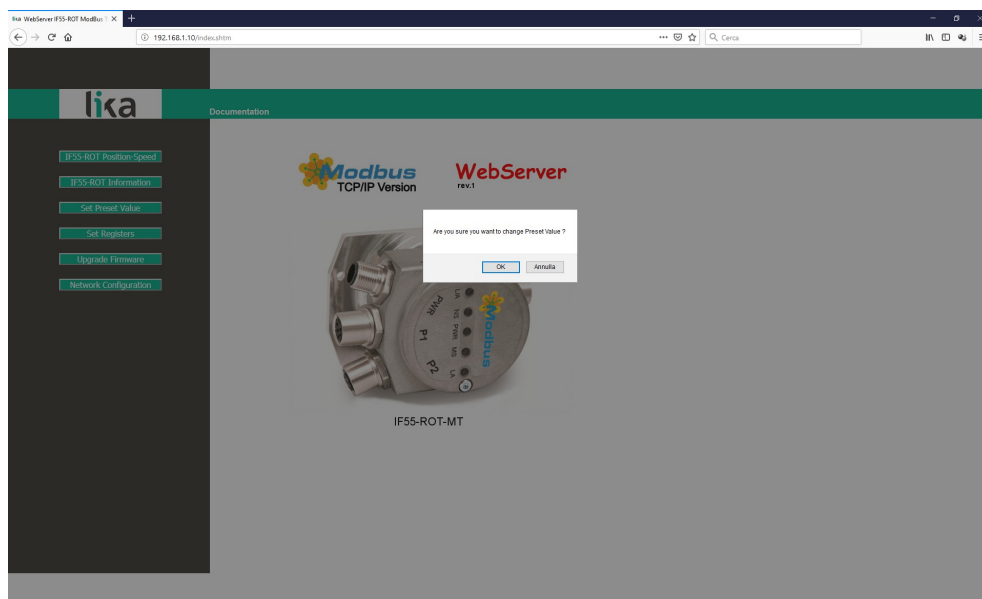 lika WebServer IF55-ROT ModBus T
192.168.1.10/index.shtm
Cerca
lika
Documentation
IF55-ROT Position-Speed
IF55-ROT Information
Set Preset Value
Set Registers
Upgrade Firmware
Network Configuration
Modbus
TCP/IP Version
WebServer
rev.1
Are you sure you want to change Preset Value ?
OK
Annulla
PWR
P1
P2
LA
NS
PWR
MS
LA
Modbus
IF55-ROT-MT